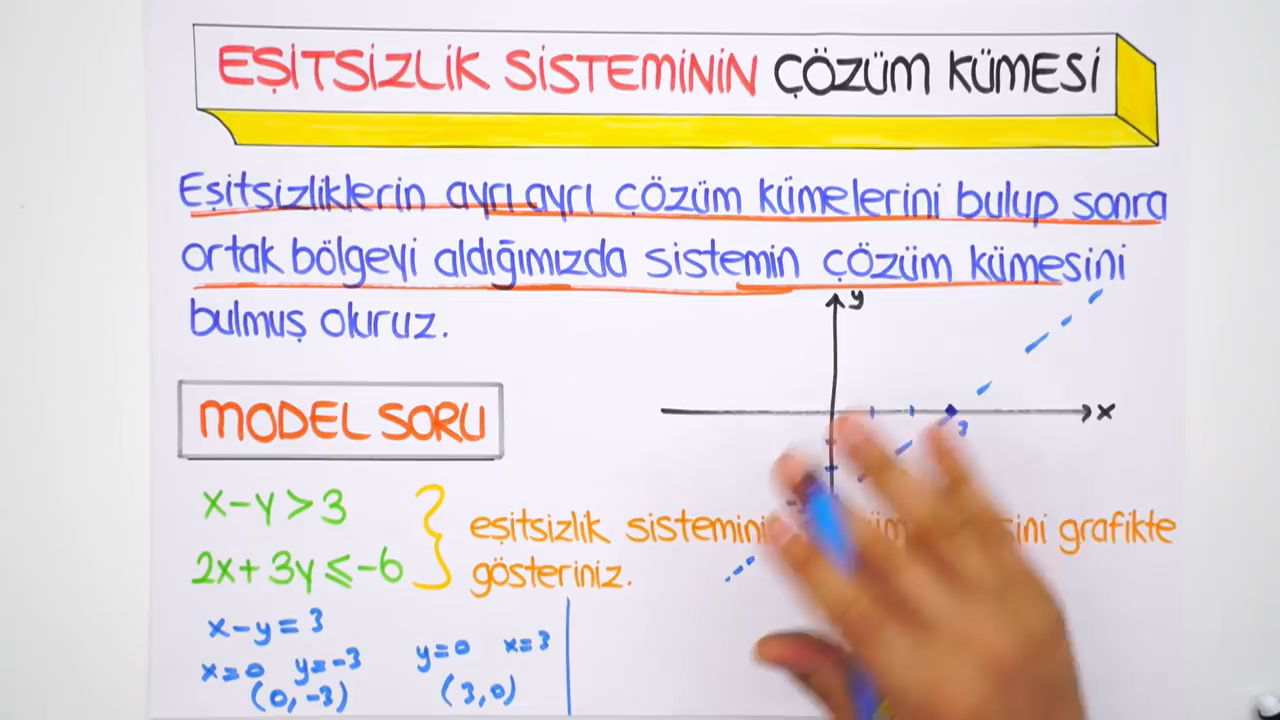 EŞİTSİZLİK SİSTEMİNİN ÇÖZÜM KÜMESİ
Eşitsizliklerin ayrı ayrı çözüm kümelerini bulup sonra
ortak bölgeyi aldığımızda sistemin çözüm kümesini
bulmuş oluruz.
y
x
3
MODEL SORU
x-y>3
2x+3y≤-6
eşitsizlik sistemini grafikte
gösteriniz.
x-y=3
x=0 y=-3
(0,-3)
y=0 x=3
(3,0)